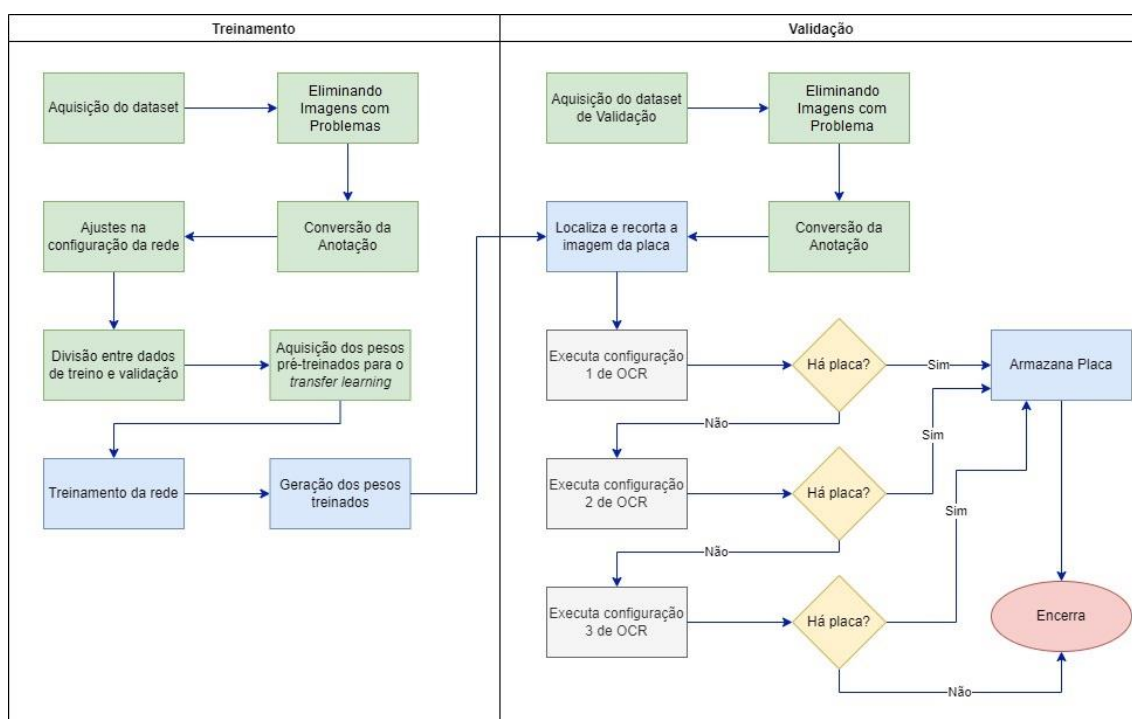 Treinamento
Validação
Aquisição do dataset
Eliminando
Imagens com
Problemas
Aquisição do dataset
de Validação
Eliminando
Imagens com
Problema
Ajustes na
configuração da rede
Conversão da
Anotação
Localiza e recorta a
imagem da placa
Conversão da
Anotação
Divisão entre dados
de treino e validação
Aquisição dos pesos
pré-treinados para o
transfer learning
Executa configuração
1 de OCR
Há placa?
Sim
Armazana Placa
Não
Sim
Treinamento da rede
Geração dos pesos
treinados
Executa configuração
2 de OCR
Há placa?
Sim
Não
Executa configuração
3 de OCR
Há placa?
Encerra
Não